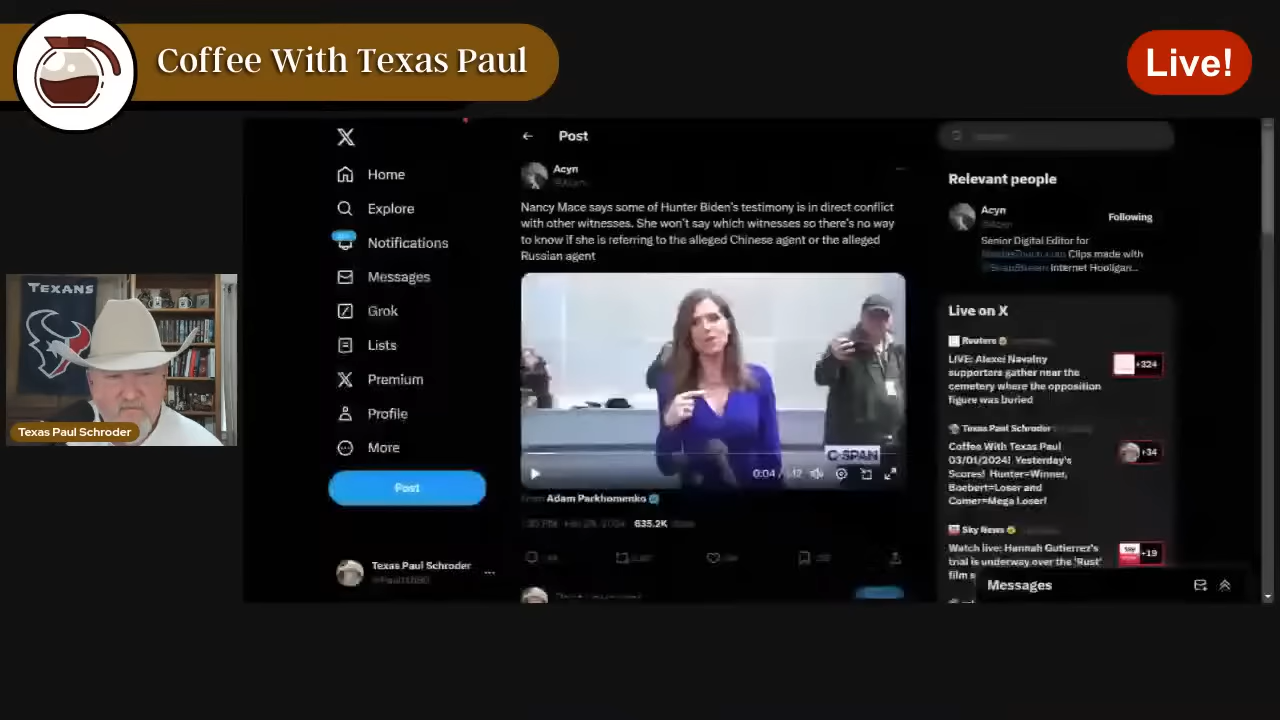 Coffee With Texas Paul
Live!
TEXANS
Texas Paul Schroder
Home
Explore
Notifications
Messages
Grok
Lists
Premium
Profile
More
Post
Texas Paul Schroder
Post
Acyn
Nancy Mace says some of Hunter Biden's testimony is in direct conflict
with other witnesses. She won't say which witnesses so there's no way
to know if she is referring to the alleged Chinese agent or the alleged
Russian agent
C-SPAN
0:04
From Adam Parkhomenko
635.2K
Relevant people
Acyn
Following
Senior Digital Editor for
Clips made with
Internet Hooligan...
Live on X
Reuters
LIVE: Alexei Navalny
supporters gather near the
cemetery where the opposition
figure was buried
+324
Texas Paul Schroder
Coffee With Texas Paul
03/01/2024! Yesterday's
Scores! Hunter=Winner,
Boebert=Loser and
Comer=Mega Loser!
+34
Sky News
Watch live: Hannah Gutierrez's
trial is underway over the 'Rust'
film
+19
Messages